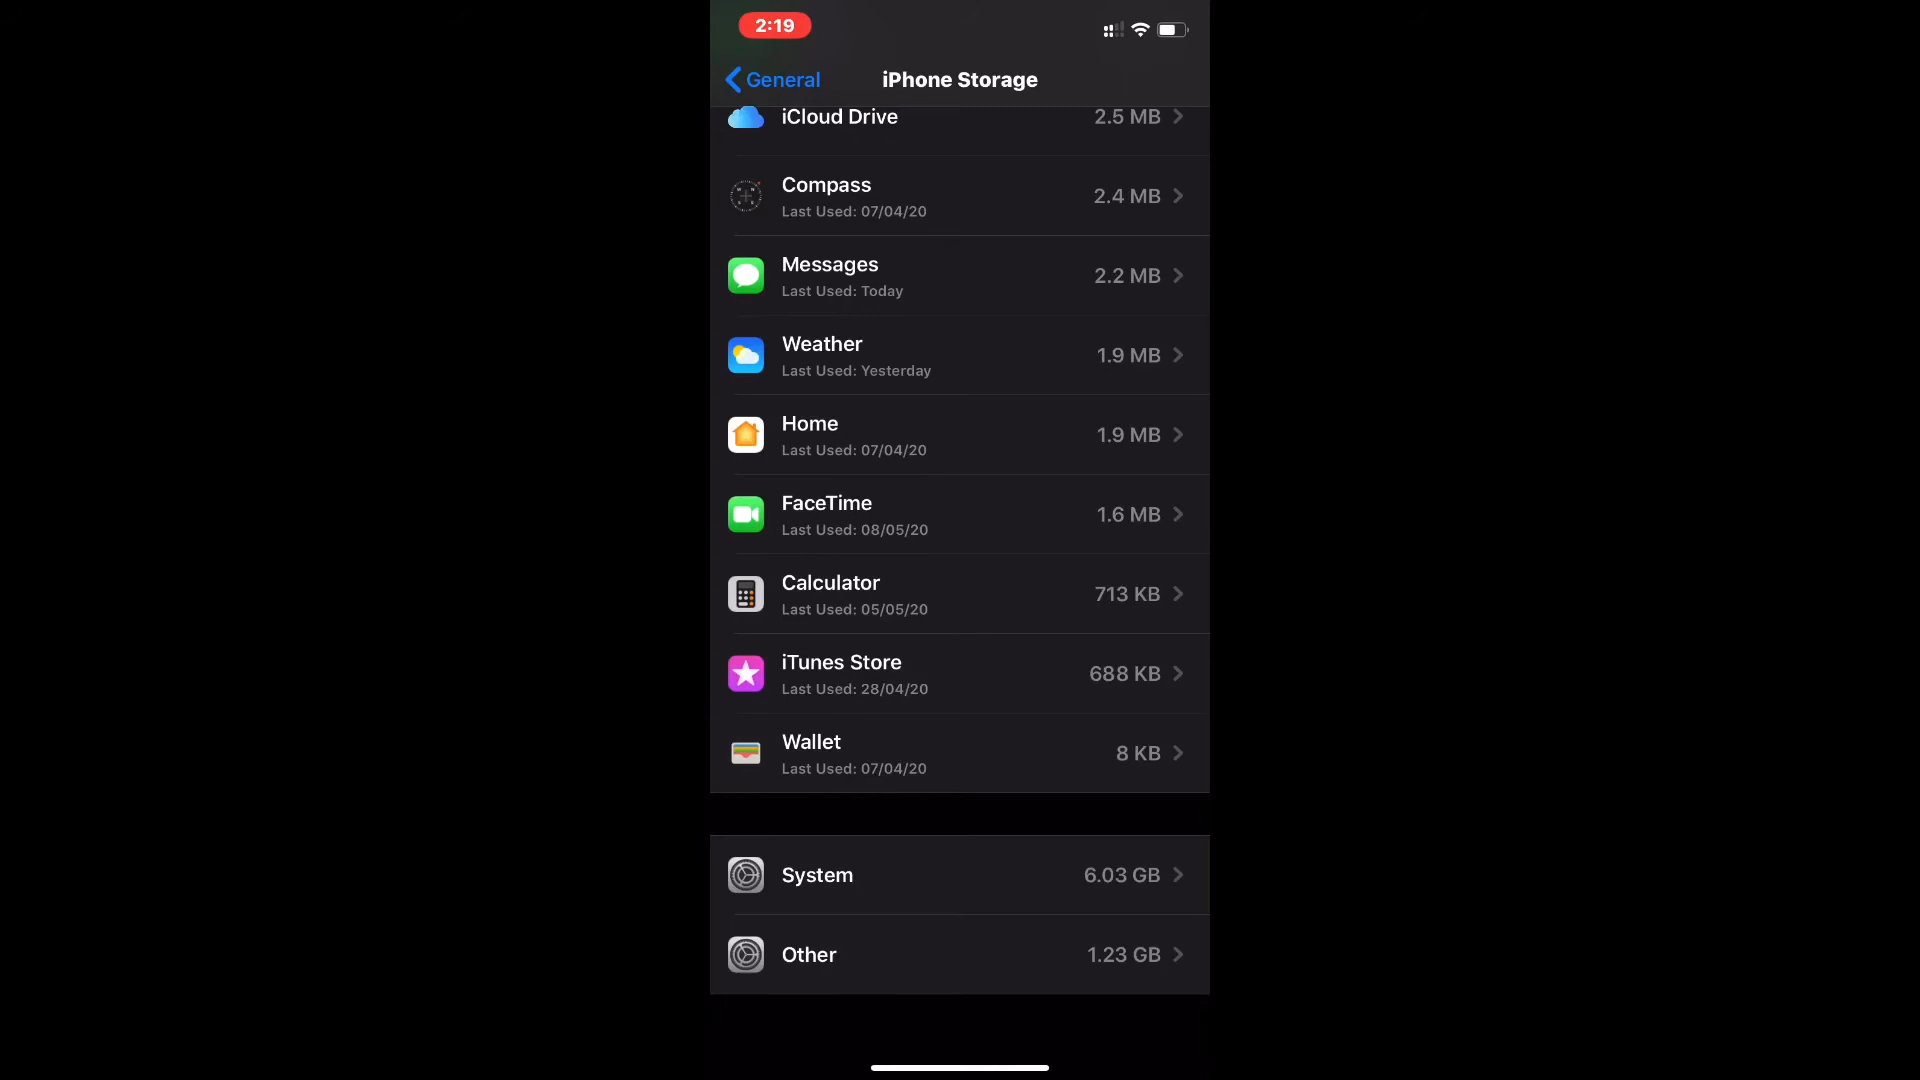 2:19
General
iPhone Storage
iCloud Drive
2.5 MB
Compass
Last Used: 07/04/20
2.4 MB
Messages
Last Used: Today
2.2 MB
Weather
Last Used: Yesterday
1.9 MB
Home
Last Used: 07/04/20
1.9 MB
FaceTime
Last Used: 08/05/20
1.6 MB
Calculator
Last Used: 05/05/20
713 KB
iTunes Store
Last Used: 28/04/20
688 KB
Wallet
Last Used: 07/04/20
8 KB
System
6.03 GB
Other
1.23 GB